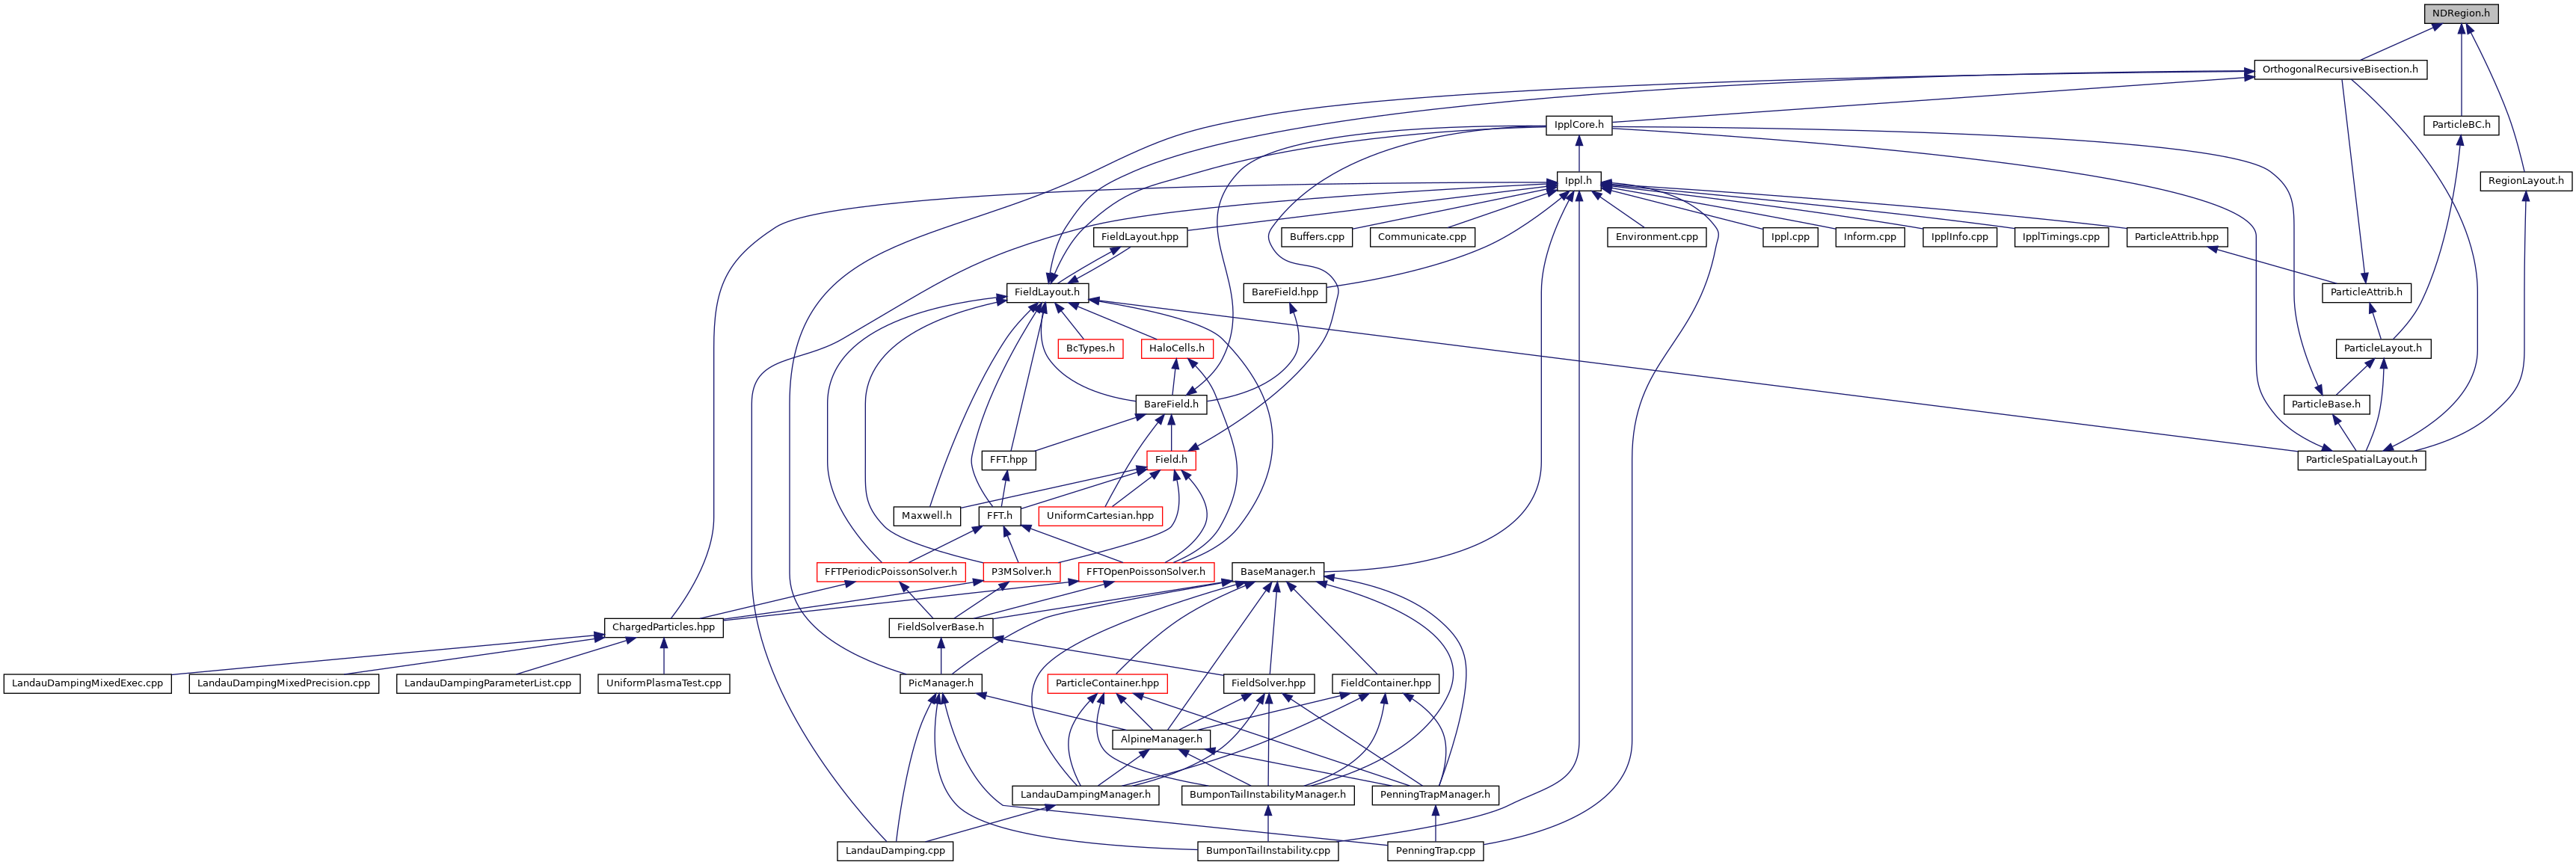 NDRegion.h
OrthogonalRecursiveBisection.h
IpplCore.h
ParticleBC.h
Ippl.h
RegionLayout.h
FieldLayout.hpp
Buffers.cpp
Communicate.cpp
Environment.cpp
Ippl.cpp
Inform.cpp
IpplInfo.cpp
IpplTimings.cpp
ParticleAttrib.hpp
FieldLayout.h
BareField.hpp
ParticleAttrib.h
BcTypes.h
HaloCells.h
ParticleLayout.h
BareField.h
ParticleBase.h
FFT.hpp
Field.h
ParticleSpatialLayout.h
Maxwell.h
FFT.h
UniformCartesian.hpp
FFTPeriodicPoissonSolver.h
P3MSolver.h
FFTOpenPoissonSolver.h
BaseManager.h
ChargedParticles.hpp
FieldSolverBase.h
LandauDampingMixedExec.cpp
LandauDampingMixedPrecision.cpp
LandauDampingParameterList.cpp
UniformPlasmaTest.cpp
PicManager.h
ParticleContainer.hpp
FieldSolver.hpp
FieldContainer.hpp
AlpineManager.h
LandauDampingManager.h
BumponTailInstabilityManager.h
PenningTrapManager.h
LandauDamping.cpp
BumponTailInstability.cpp
PenningTrap.cpp